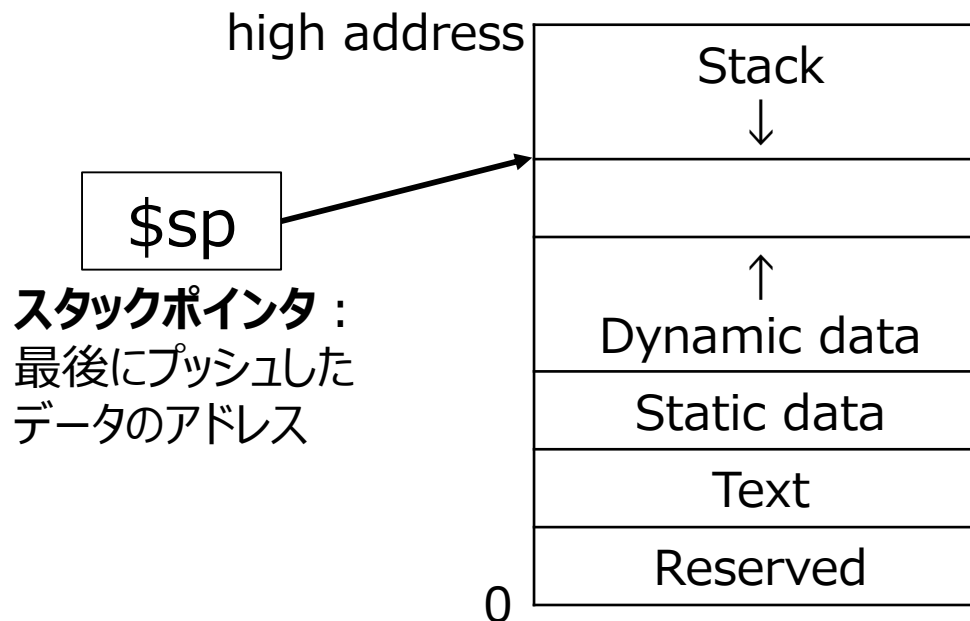 high address
Stack
↓
$sp
↑
スタックポインタ：
最後にプッシュした
データのアドレス
Dynamic data
Static data
Text
Reserved
0